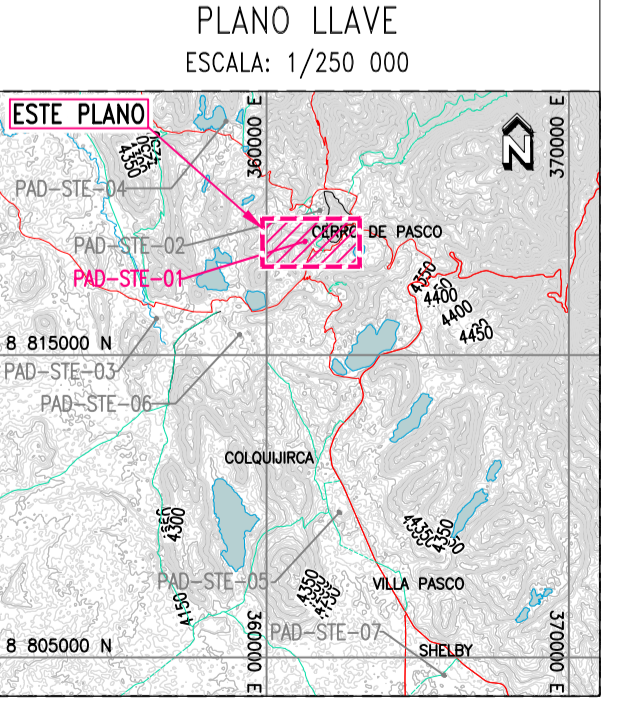 PLANO LLAVE
ESCALA: 1/250 000
ESTE PLANO
360000 E
370000 E
N
4350
PAD-STE-04
PAD-STE-02
CERRO DE PASCO
PAD-STE-01
4350
4400
4400
4450
8 815000 N
PAD-STE-03
PAD-STE-06
COLQUIJIRCA
4300
4350
4350
PAD-STE-05
4350
VILLA PASCO
4150
PAD-STE-07
8 805000 N
SHELBY
360000 E
370000 E